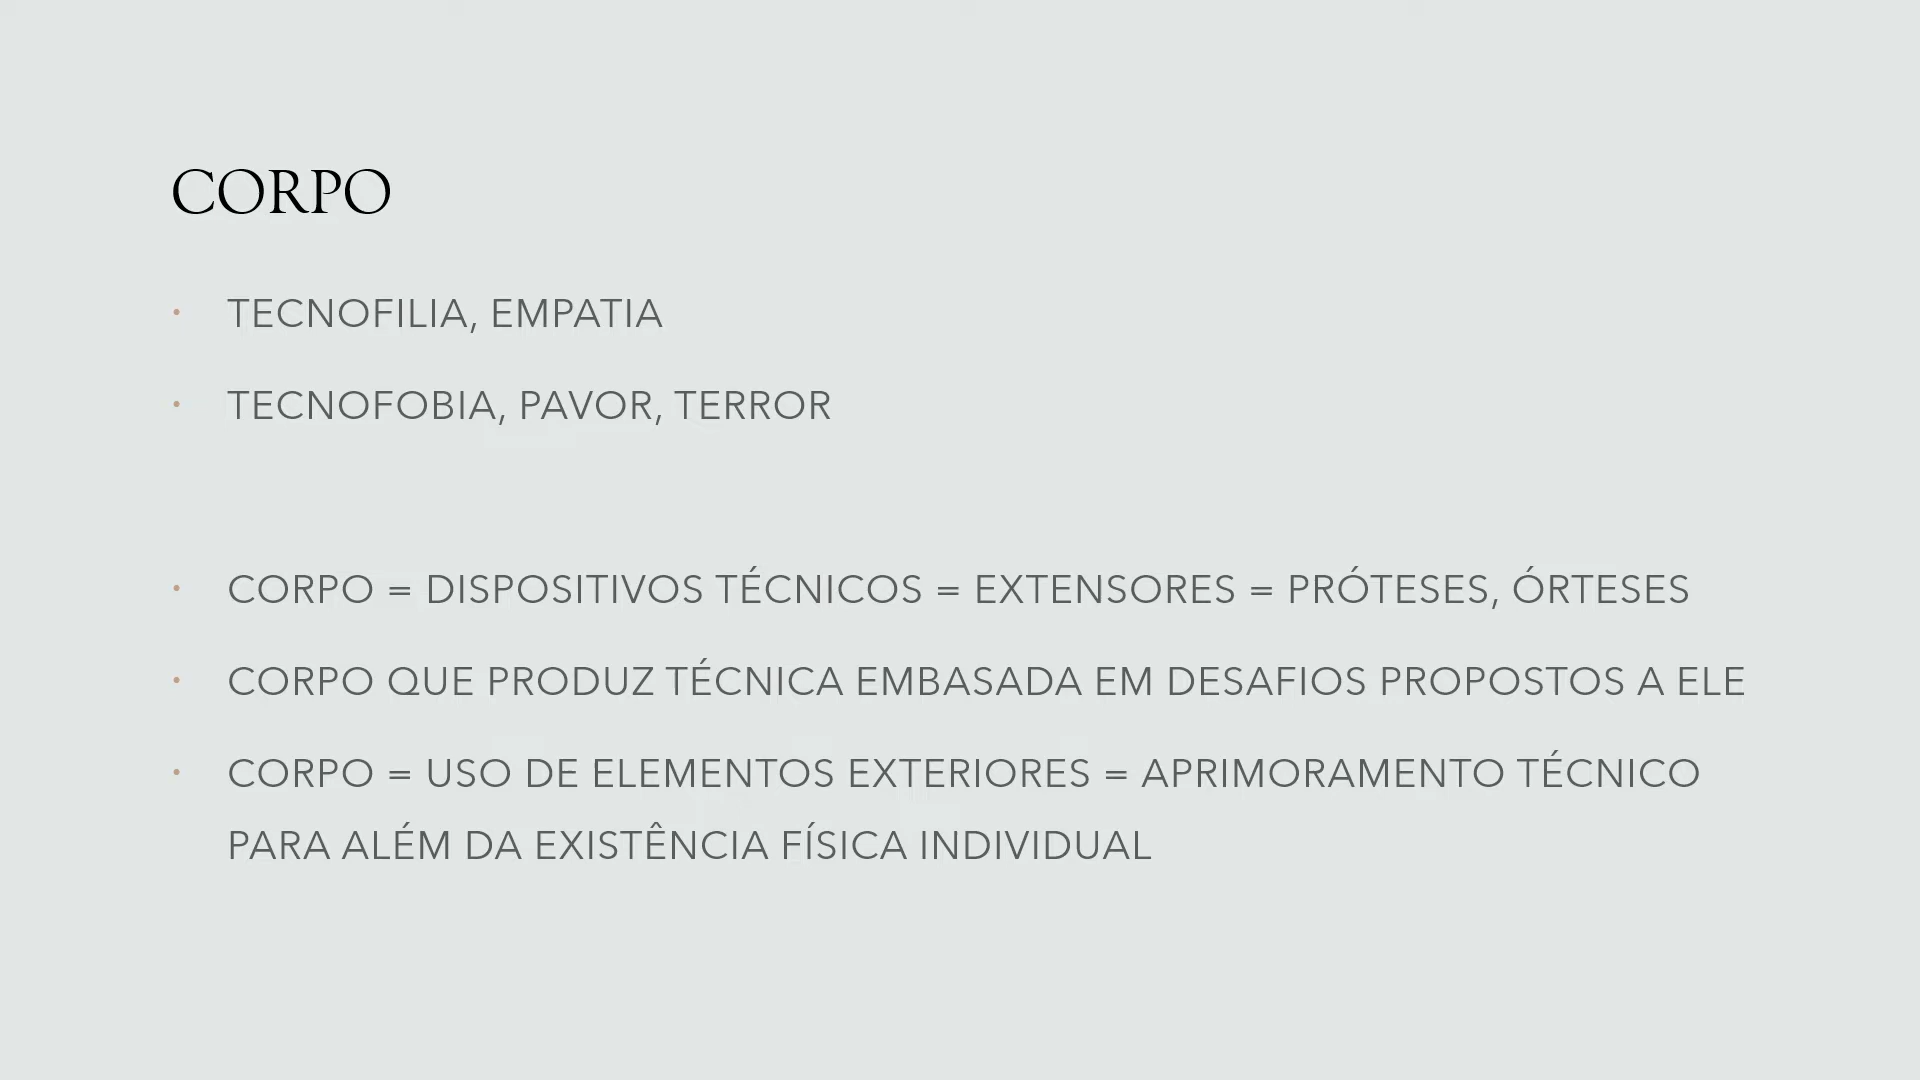 CORPO
• TECNOFILIA, EMPATIA
• TECNOFOBIA, PAVOR, TERROR
• CORPO = DISPOSITIVOS TÉCNICOS = EXTENSORES = PRÓTESES, ÓRTESES
• CORPO QUE PRODUZ TÉCNICA EMBASADA EM DESAFIOS PROPOSTOS A ELE
• CORPO = USO DE ELEMENTOS EXTERIORES = APRIMORAMENTO TÉCNICO
PARA ALÉM DA EXISTÊNCIA FÍSICA INDIVIDUAL